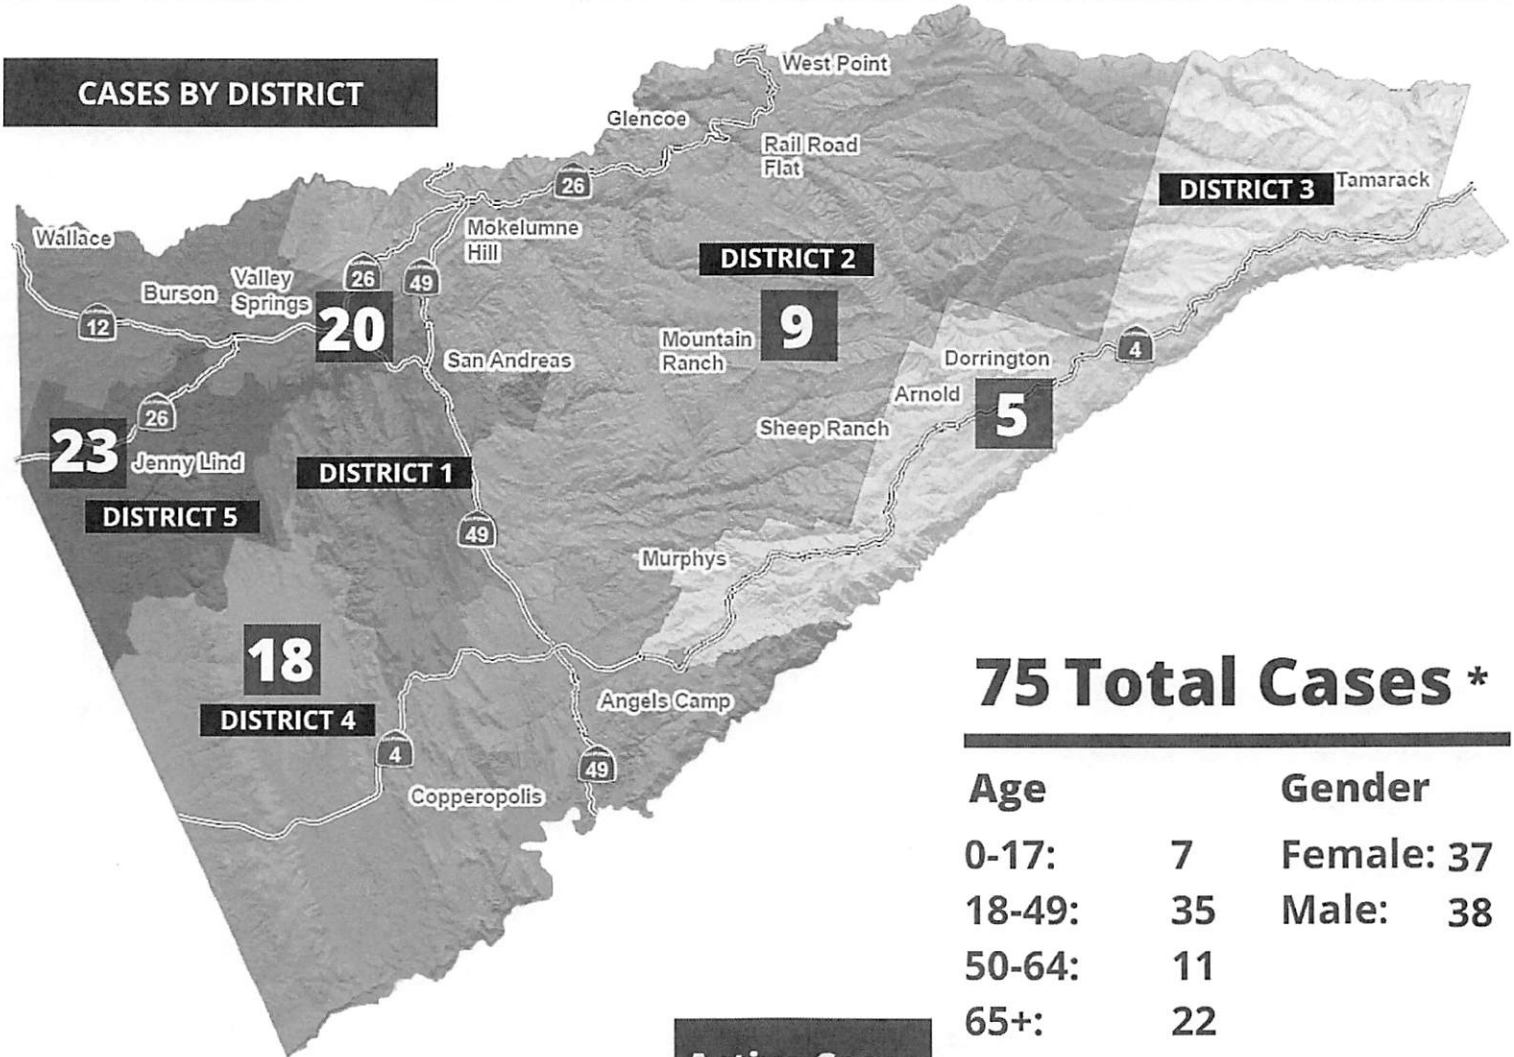 CASES BY DISTRICT
West Point
Glencoe
Rail Road
Flat
26
DISTRICT 3
Tamarack
Wallace
Mokelumne
Hill
DISTRICT 2
Valley
Springs
26
49
Burson
12
20
9
Mountain
Ranch
San Andreas
Dorrington
4
Arnold
5
26
Sheep Ranch
23
Jenny Lind
DISTRICT 1
DISTRICT 5
49
Murphys
18
DISTRICT 4
Angels Camp
4
49
Copperopolis
75 Total Cases *
Age
Gender
0-17: 7
Female: 37
18-49: 35
Male: 38
50-64: 11
65+: 22